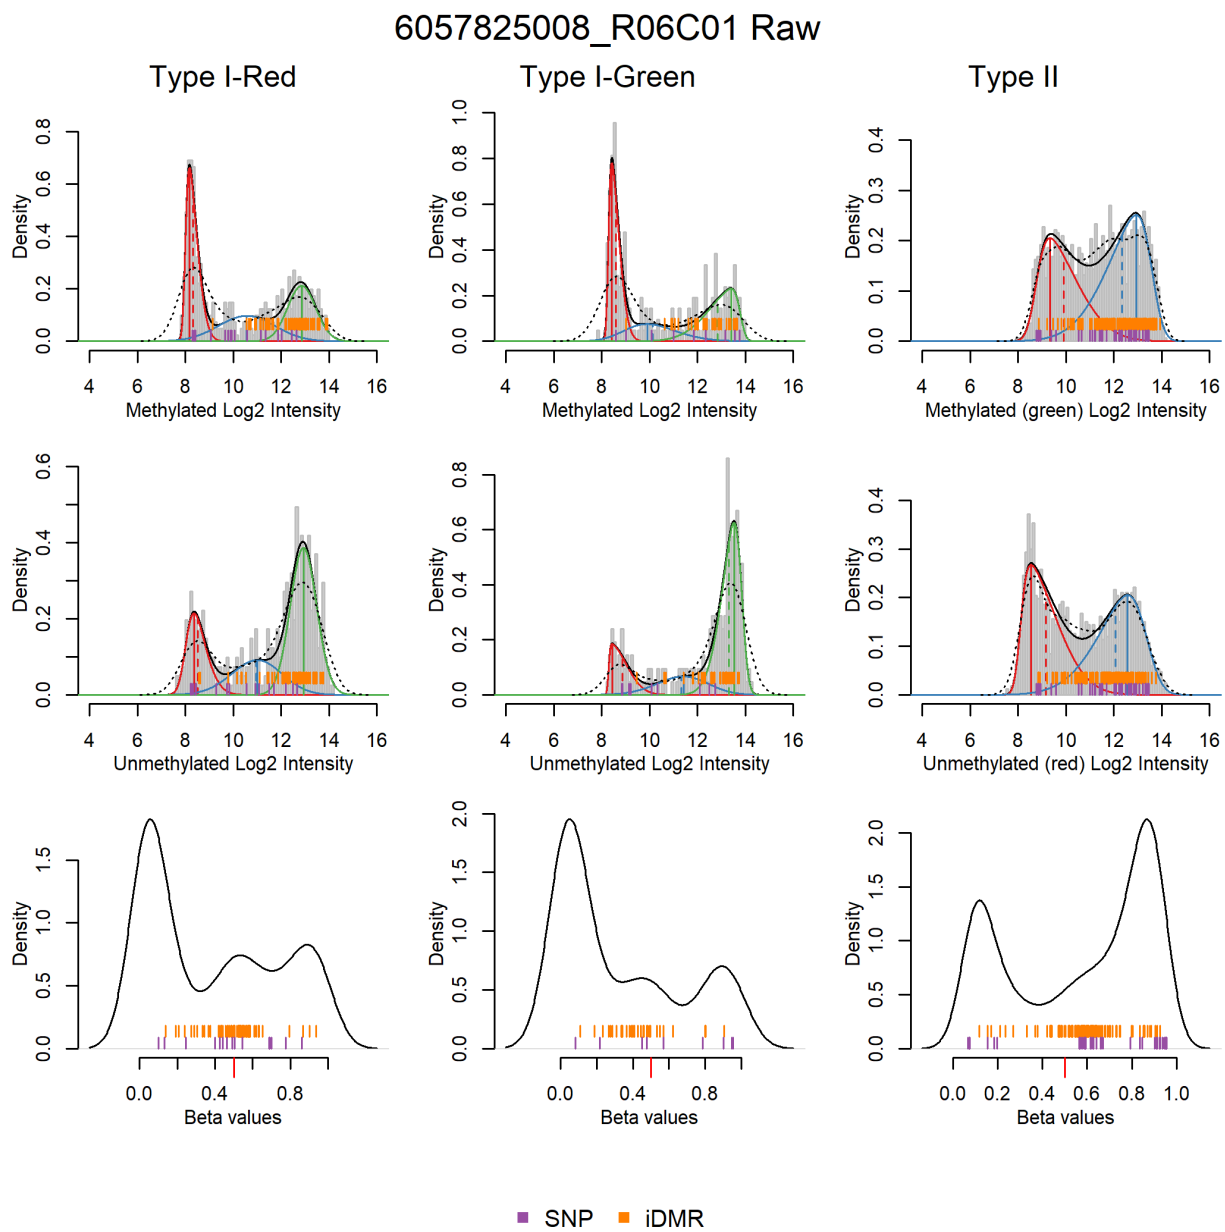 6057825008_R06C01 Raw
Type I-Red
Type I-Green
Type II
Density
0.0 0.2 0.4 0.6 0.8
4 6 8 10 12 14 16
Methylated Log2 Intensity
Density
0.0 0.2 0.4 0.6 0.8 1.0
4 6 8 10 12 14 16
Methylated Log2 Intensity
Density
0.0 0.1 0.2 0.3 0.4
4 6 8 10 12 14 16
Methylated (green) Log2 Intensity
Density
0.0 0.2 0.4 0.6
4 6 8 10 12 14 16
Unmethylated Log2 Intensity
Density
0.0 0.2 0.4 0.6 0.8
4 6 8 10 12 14 16
Unmethylated Log2 Intensity
Density
0.0 0.1 0.2 0.3 0.4
4 6 8 10 12 14 16
Unmethylated (red) Log2 Intensity
Density
0.0 0.5 1.0 1.5
0.0 0.4 0.8
Beta values
Density
0.0 0.5 1.0 1.5 2.0
0.0 0.4 0.8
Beta values
Density
0.0 0.5 1.0 1.5 2.0
0.0 0.2 0.4 0.6 0.8 1.0
Beta values
SNP
iDMR